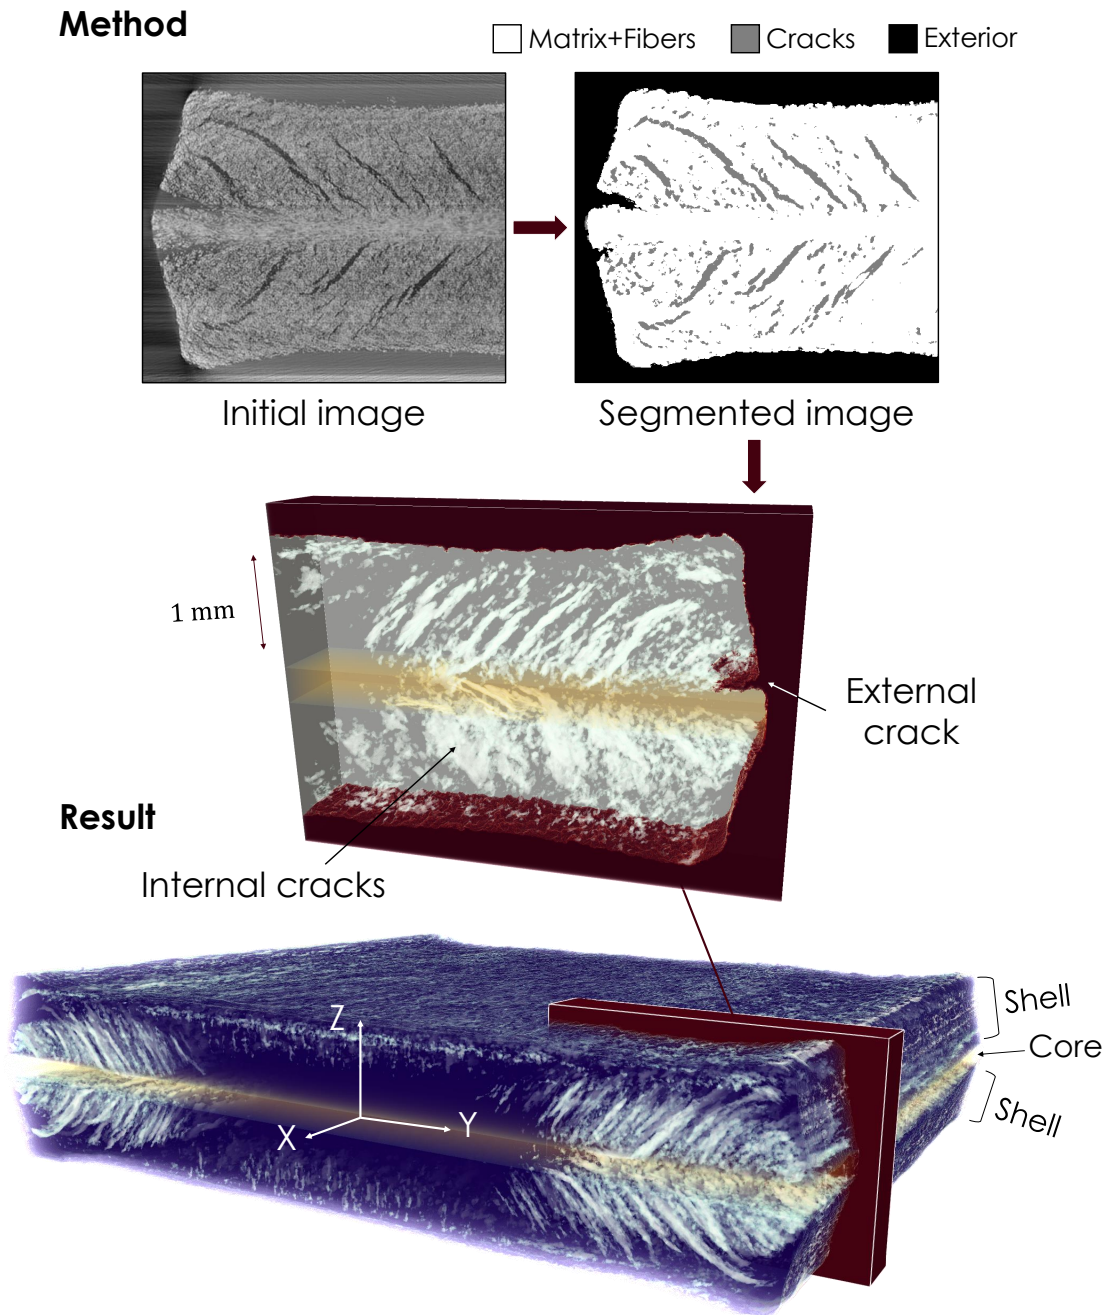 Method
Matrix+Fibers
Cracks
Exterior
Initial image
Segmented image
1 mm
External
crack
Result
Internal cracks
Shell
Core
Shell
Z
Y
X